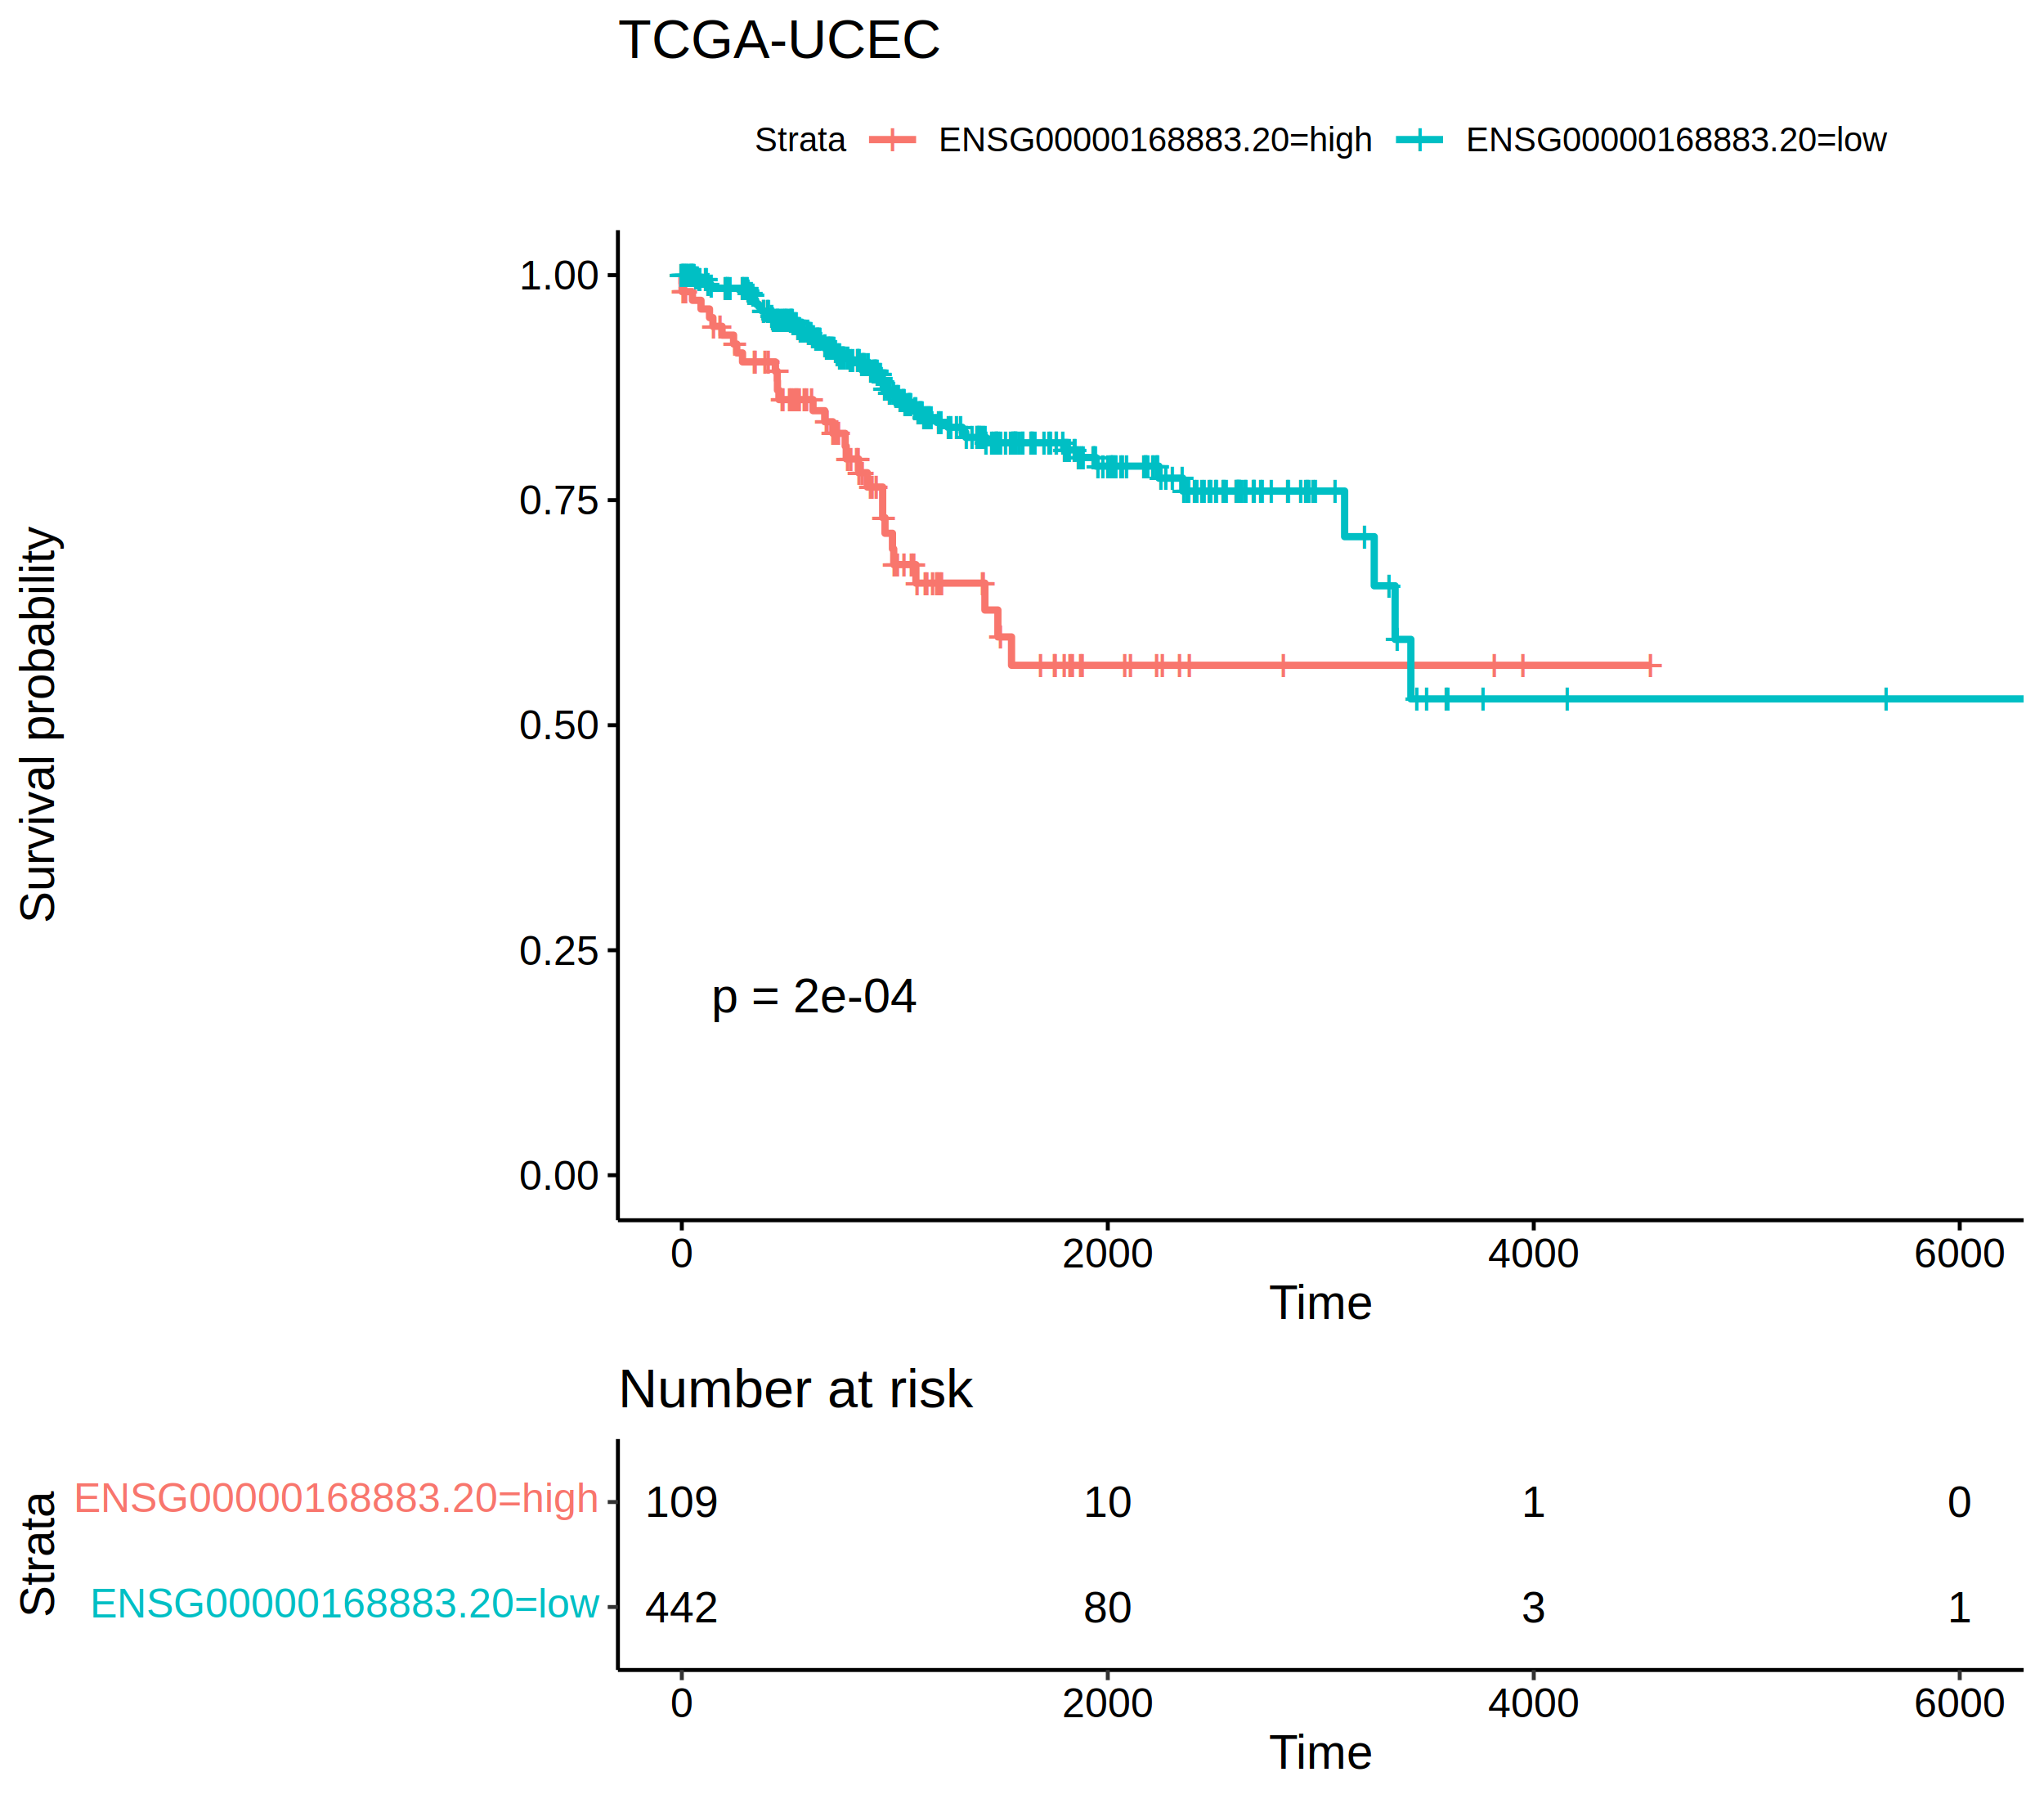 TCGA-UCEC
Strata ENSG00000168883.20=high ENSG00000168883.20=low
Survival probability
1.00
0.75
0.50
0.25
0.00
p = 2e-04
0 2000 4000 6000
Time
Number at risk
Strata
ENSG00000168883.20=high 109 10 1 0
ENSG00000168883.20=low 442 80 3 1
0 2000 4000 6000
Time